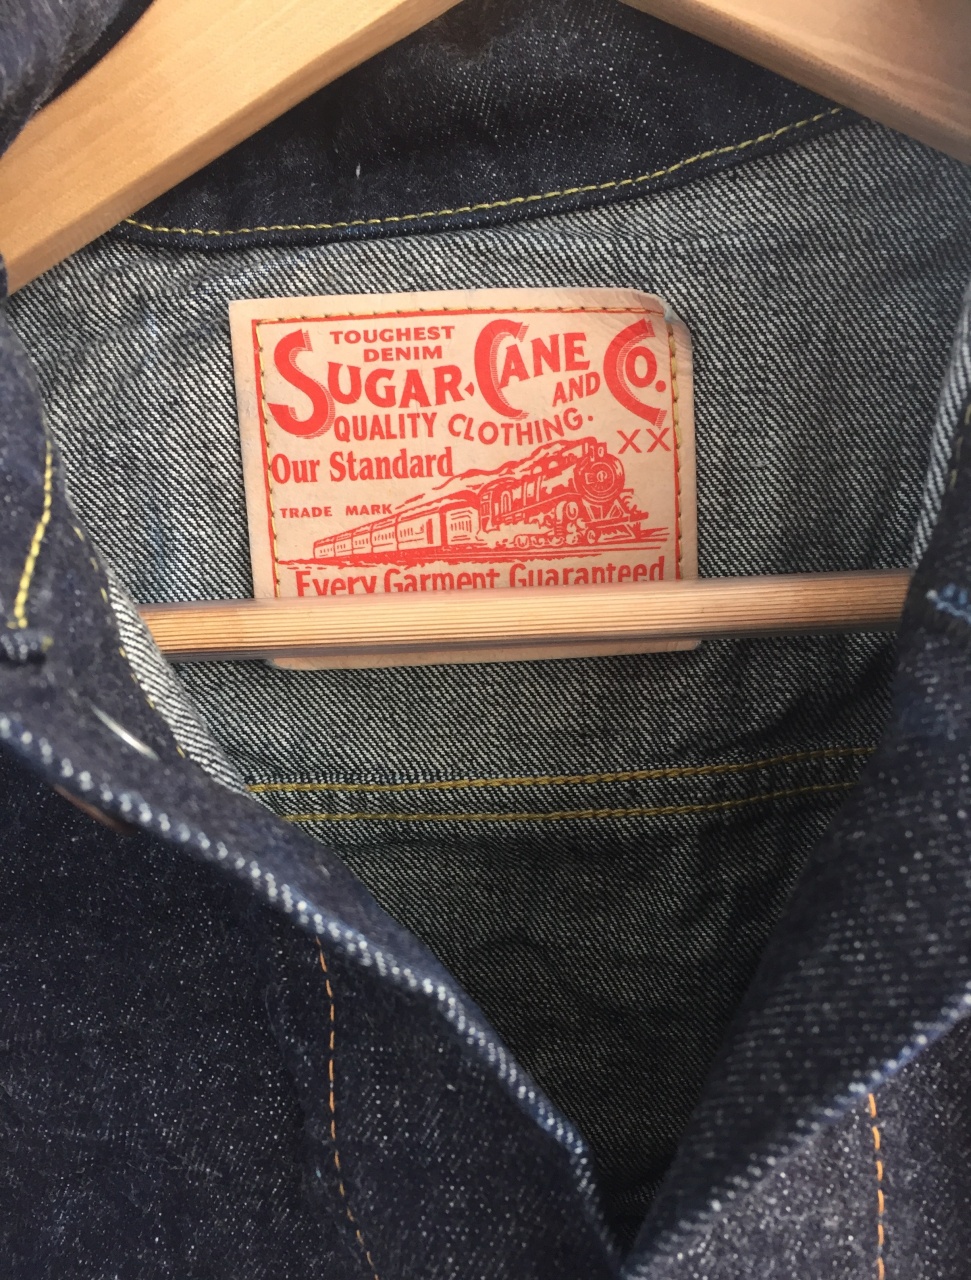 TOUGHEST
DENIM
SUGAR CANE CO.
AND
QUALITY CLOTHING.
XX
Our Standard
TRADE MARK
Every Garment Guaranteed